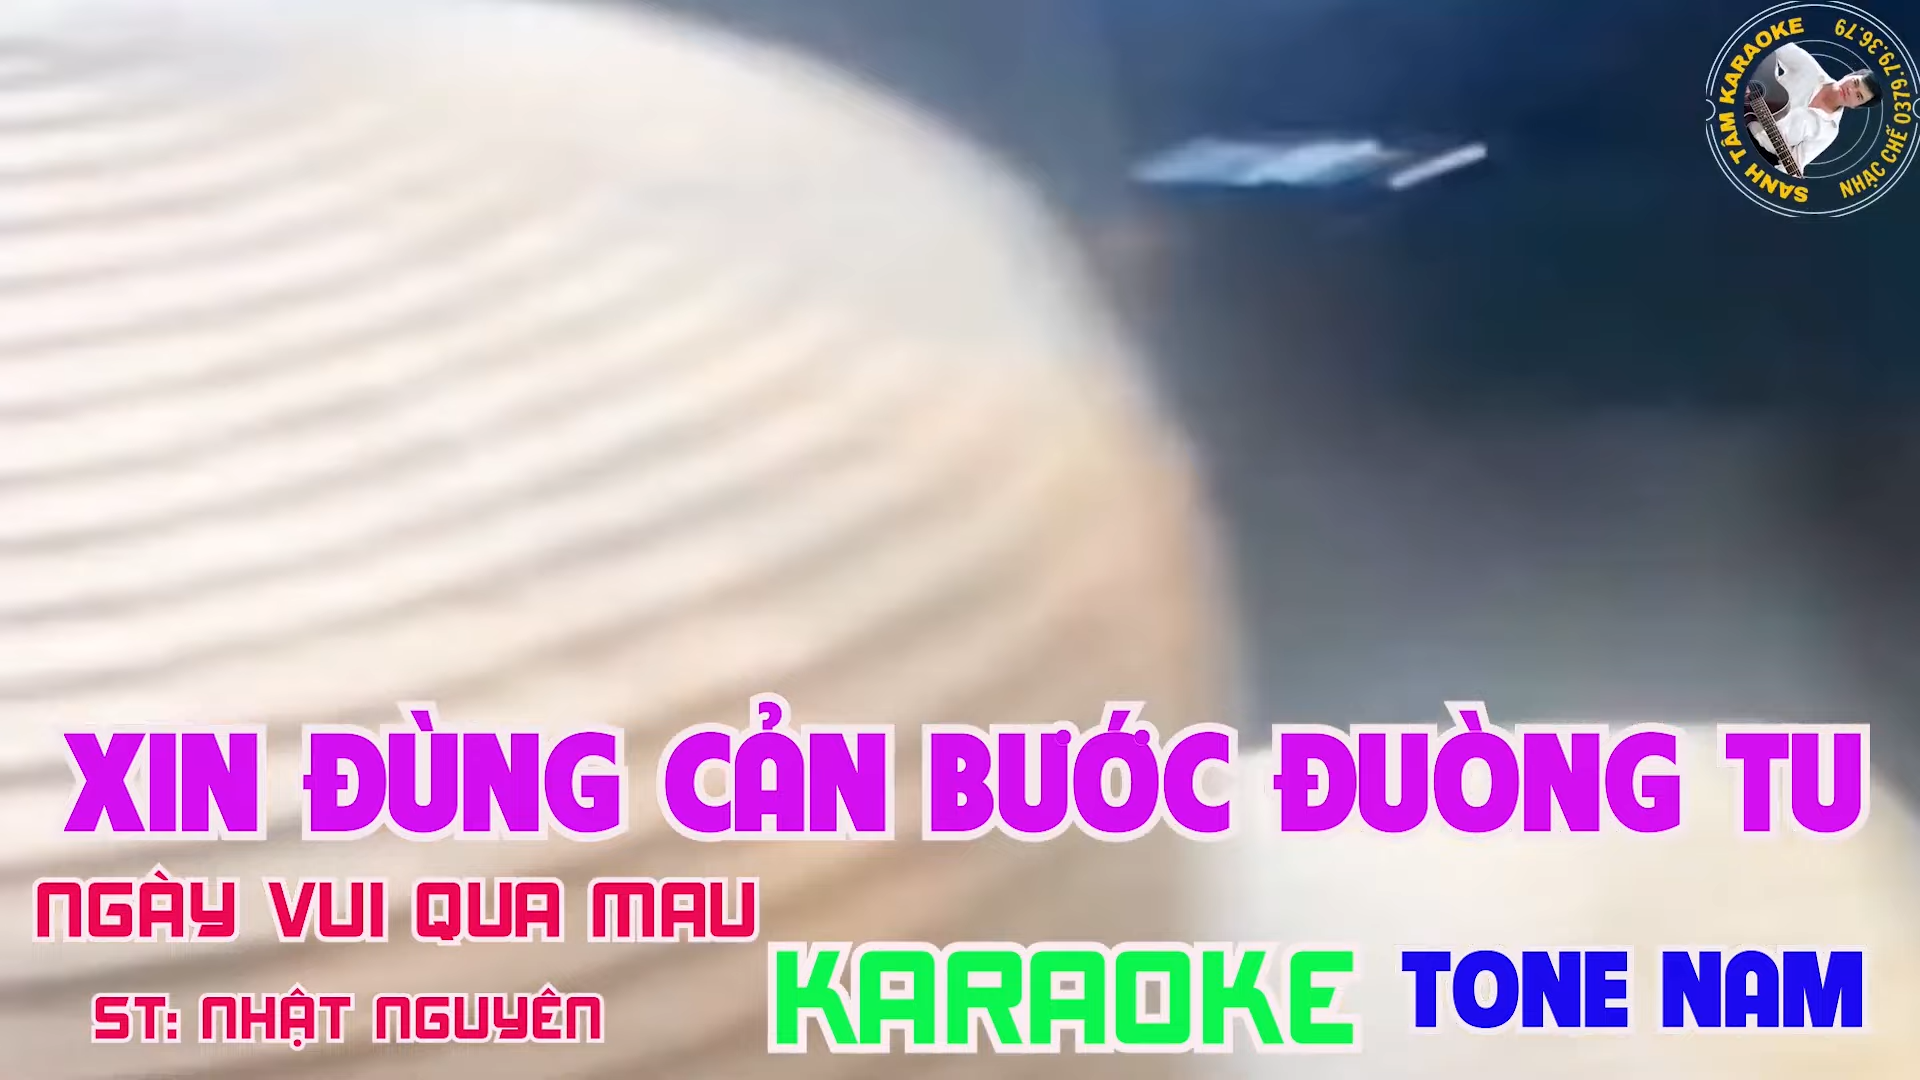 SANH TÂM KARAOKE
NHẠC CHẾ 0379.79.36.79
XIN ĐÙNG CẢN BƯỚC ĐUÒNG TU
NGÀY VUI QUA MAU
KARAOKE TONE NAM
ST: NHẬT NGUYÊN